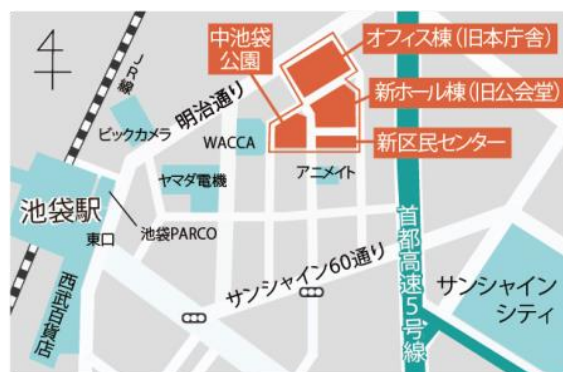 中池袋
公園
オフィス棟（旧本庁舎）
新ホール棟（旧公会堂）
新区民センター
JR線
明治通り
ビックカメラ
WACCA
ヤマダ電機
アニメイト
池袋駅
東口
池袋PARCO
西武百貨店
サンシャイン60通り
首都高速5号線
サンシャイン
シティ